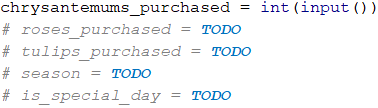 chrysantemums_purchased = int(input())
# roses_purchased = TODO
# tulips_purchased = TODO
# season = TODO
# is_special_day = TODO